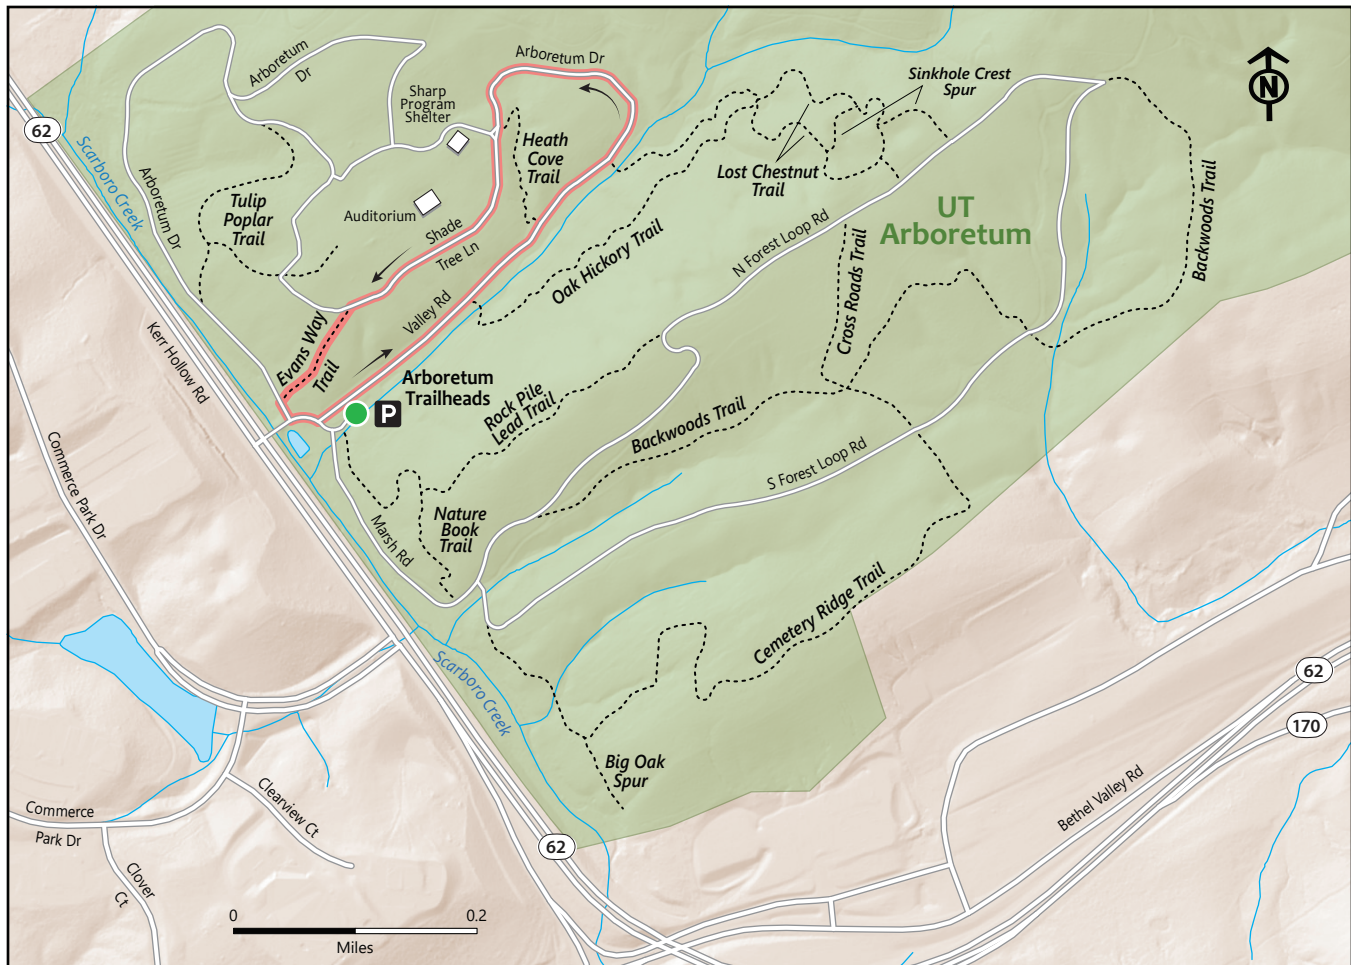 Arboretum Dr
Arboretum
Dr
Sinkhole Crest
Spur
N
Sharp
Program
Shelter
62
Scarboro Creek
Heath
Cove
Trail
Lost Chestnut
Trail
Backwoods Trail
Arboretum Dr
Tulip
Poplar
Trail
Auditorium
Shade
Tree Ln
UT
Arboretum
N Forest Loop Rd
Oak Hickory Trail
Cross Roads Trail
Valley Rd
Evans Way
Trail
Kerr Hollow Rd
Arboretum
Trailheads
P
Rock Pile
Lead Trail
Backwoods Trail
S Forest Loop Rd
Commerce Park Dr
Nature
Book
Trail
Marsh Rd
Cemetery Ridge Trail
Scarboro Creek
62
170
Big Oak
Spur
Bethel Valley Rd
Commerce
Park Dr
Clearview Ct
62
Clover
Ct
0
0.2
Miles